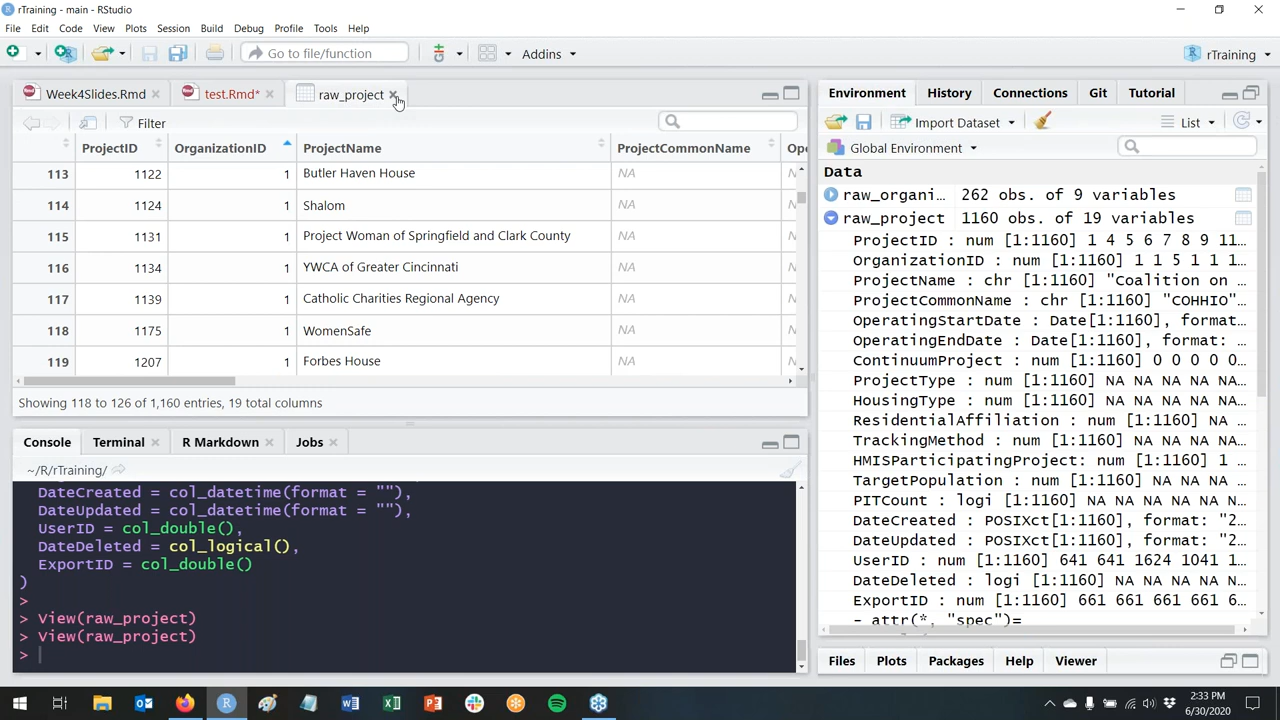 rTraining - main - RStudio
File Edit Code View Plots Session Build Debug Profile Tools Help
Go to file/function Addins rTraining
Week4Slides.Rmd test.Rmd* raw_project
Filter
ProjectID OrganizationID ProjectName ProjectCommonName Ope
113 1122 1 Butler Haven House NA
114 1124 1 Shalom NA
115 1131 1 Project Woman of Springfield and Clark County NA
116 1134 1 YWCA of Greater Cincinnati NA
117 1139 1 Catholic Charities Regional Agency NA
118 1175 1 WomenSafe NA
119 1207 1 Forbes House NA
Showing 118 to 126 of 1,160 entries, 19 total columns
Console Terminal R Markdown Jobs
~/R/rTraining/
DateCreated = col_datetime(format = ""),
DateUpdated = col_datetime(format = ""),
UserID = col_double(),
DateDeleted = col_logical(),
ExportID = col_double()
)
>
> View(raw_project)
> View(raw_project)
>
Environment History Connections Git Tutorial
Import Dataset List
Global Environment
Data
raw_organi… 262 obs. of 9 variables
raw_project 1160 obs. of 19 variables
ProjectID : num [1:1160] 1 4 5 6 7 8 9 11…
OrganizationID : num [1:1160] 1 1 5 1 1 1…
ProjectName : chr [1:1160] "Coalition on …
ProjectCommonName : chr [1:1160] "COHHIO"…
OperatingStartDate : Date[1:1160], format…
OperatingEndDate : Date[1:1160], format: …
ContinuumProject : num [1:1160] 0 0 0 0 0…
ProjectType : num [1:1160] NA NA NA NA NA…
HousingType : num [1:1160] NA NA NA NA NA…
ResidentialAffiliation : num [1:1160] NA …
TrackingMethod : num [1:1160] NA NA NA NA…
HMISParticipatingProject: num [1:1160] 1 …
TargetPopulation : num [1:1160] NA NA NA …
PITCount : logi [1:1160] NA NA NA NA NA N…
DateCreated : POSIXct[1:1160], format: "2…
DateUpdated : POSIXct[1:1160], format: "2…
UserID : num [1:1160] 641 641 1624 1041 1…
DateDeleted : logi [1:1160] NA NA NA NA N…
ExportID : num [1:1160] 661 661 661 661 6…
- attr(*, "spec")=
Files Plots Packages Help Viewer
2:33 PM
6/30/2020